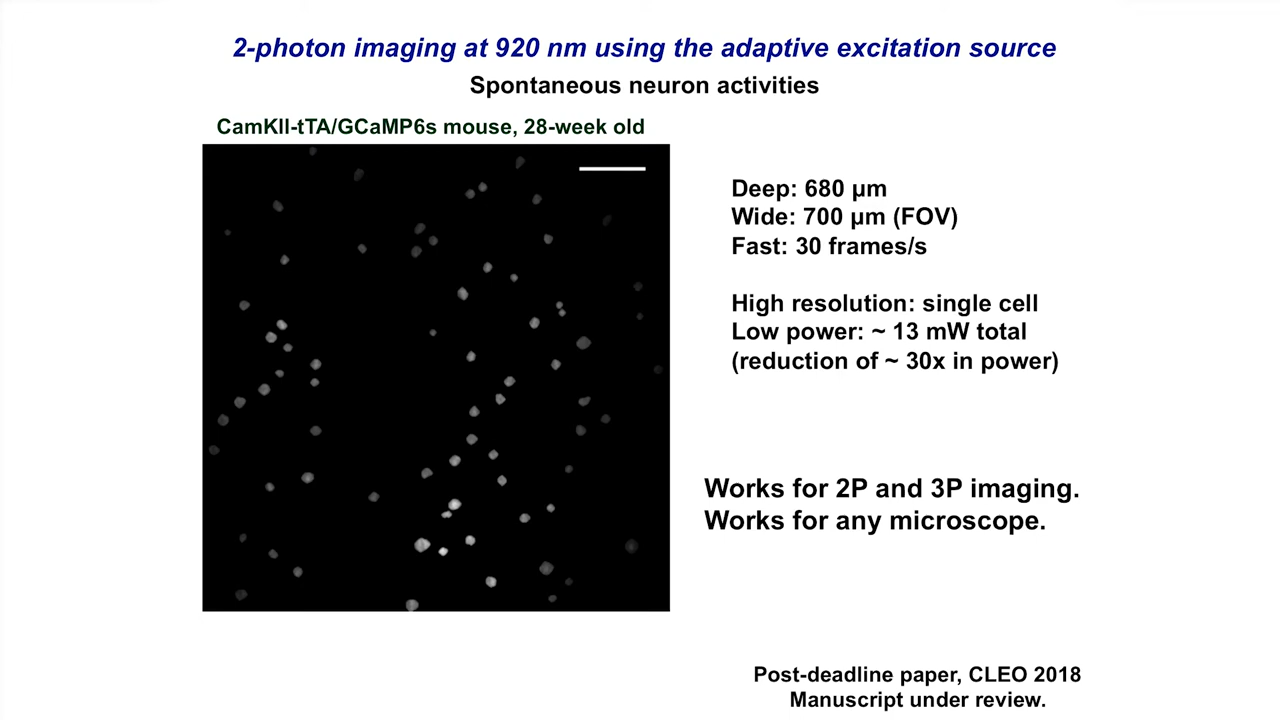 2-photon imaging at 920 nm using the adaptive excitation source
Spontaneous neuron activities
CamKII-tTA/GCaMP6s mouse, 28-week old
Deep: 680 µm
Wide: 700 µm (FOV)
Fast: 30 frames/s
High resolution: single cell
Low power: ~ 13 mW total
(reduction of ~ 30x in power)
Works for 2P and 3P imaging.
Works for any microscope.
Post-deadline paper, CLEO 2018
Manuscript under review.